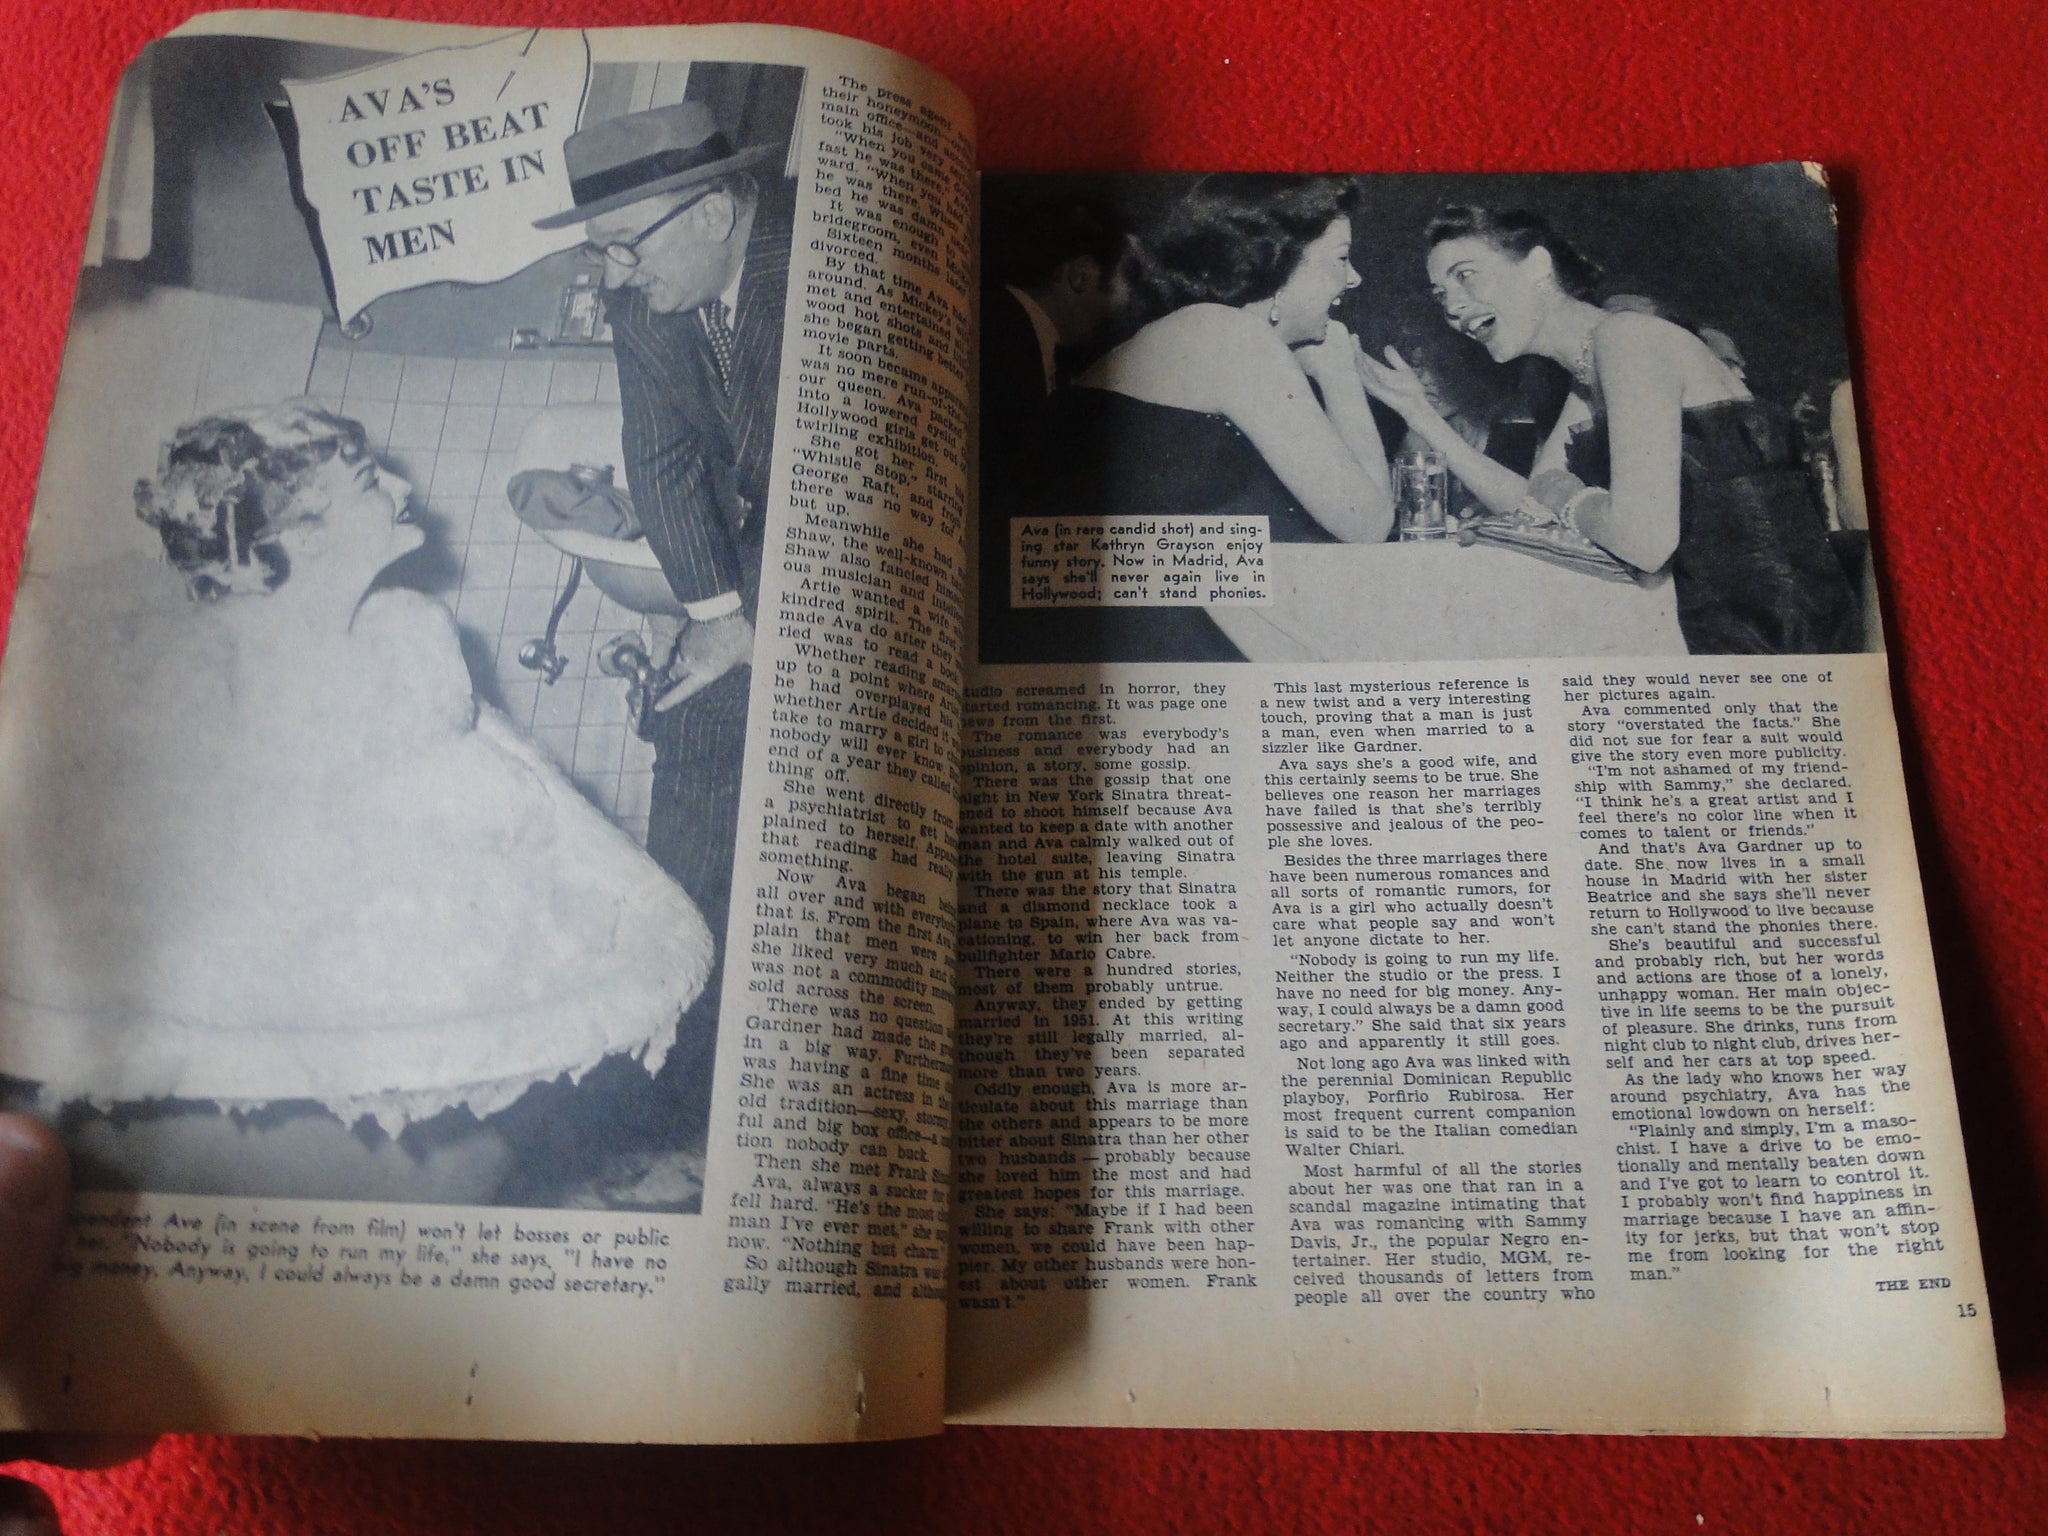 AVA'S
OFF BEAT
TASTE IN
MEN
The press agent
their honeymoon
main office—and
took his job very
"When you came
fast he was there,"
ward. "When you had
he was there. When
bed he was damn near
It was enough to
bridegroom, even
Sixteen months later
divorced.
By that time Ava had
around. As Mickey's
met and entertained
wood hot shots and
she began getting better
movie parts.
It soon became apparent
was no mere run-of-the
our queen. Ava packed
into a lowered eyelid
Hollywood girls get out of
twirling exhibition.
She got her first
"Whistle Stop," starring
George Raft, and from
there was no way for
but up.
Meanwhile she had
Shaw, the well-known
Shaw also fancied himself
ous musician and
Artie wanted a wife
kindred spirit. The first
made Ava do after they
ried was to read a book
Whether reading
up to a point where Artie
he had overplayed his
whether Artie decided it
take to marry a girl to
nobody will ever know.
end of a year they called
thing off.
She went directly from
a psychiatrist to get
plained to herself.
that reading had really
something.
Now Ava began
all over and with everybody
that is. From the first Ava
plain that men were
she liked very much and
was not a commodity
sold across the screen.
There was no question
Gardner had made the
in a big way.
was having a fine time
She was an actress in the
old tradition—sexy, stormy
ful and big box office—a
tion nobody can buck.
Then she met Frank
Ava, always a sucker for
fell hard. "He's the most
man I've ever met," she
now. "Nothing but charm"
So although Sinatra was
gally married, and
Ava (in scene from film) won't let bosses or public
her. "Nobody is going to run my life," she says, "I have no
money. Anyway, I could always be a damn good secretary."
Ava (in rare candid shot) and sing-
ing star Kathryn Grayson enjoy
funny story. Now in Madrid, Ava
says she'll never again live in
Hollywood; can't stand phonies.
screamed in horror, they
romancing. It was page one
news from the first.
The romance was everybody's
business and everybody had an
opinion, a story, some gossip.
There was the gossip that one
night in New York Sinatra threat-
ened to shoot himself because Ava
wanted to keep a date with another
man and Ava calmly walked out of
the hotel suite, leaving Sinatra
with the gun at his temple.
There was the story that Sinatra
and a diamond necklace took a
plane to Spain, where Ava was va-
cationing, to win her back from
bullfighter Mario Cabre.
There were a hundred stories,
most of them probably untrue.
Anyway, they ended by getting
married in 1951. At this writing
they're still legally married, al-
though they've been separated
more than two years.
Oddly enough, Ava is more ar-
ticulate about this marriage than
the others and appears to be more
bitter about Sinatra than her other
two husbands — probably because
she loved him the most and had
greatest hopes for this marriage.
She says: "Maybe if I had been
willing to share Frank with other
women, we could have been hap-
pier. My other husbands were hon-
est about other women. Frank
wasn't."
This last mysterious reference is
a new twist and a very interesting
touch, proving that a man is just
a man, even when married to a
sizzler like Gardner.
Ava says she's a good wife, and
this certainly seems to be true. She
believes one reason her marriages
have failed is that she's terribly
possessive and jealous of the peo-
ple she loves.
Besides the three marriages there
have been numerous romances and
all sorts of romantic rumors, for
Ava is a girl who actually doesn't
care what people say and won't
let anyone dictate to her.
"Nobody is going to run my life.
Neither the studio or the press. I
have no need for big money. Any-
way, I could always be a damn good
secretary." She said that six years
ago and apparently it still goes.
Not long ago Ava was linked with
the perennial Dominican Republic
playboy, Porfirio Rubirosa. Her
most frequent current companion
is said to be the Italian comedian
Walter Chiari.
Most harmful of all the stories
about her was one that ran in a
scandal magazine intimating that
Ava was romancing with Sammy
Davis, Jr., the popular Negro en-
tertainer. Her studio, MGM, re-
ceived thousands of letters from
people all over the country who
said they would never see one of
her pictures again.
Ava commented only that the
story "overstated the facts." She
did not sue for fear a suit would
give the story even more publicity.
"I'm not ashamed of my friend-
ship with Sammy," she declared.
"I think he's a great artist and I
feel there's no color line when it
comes to talent or friends."
And that's Ava Gardner up to
date. She now lives in a small
house in Madrid with her sister
Beatrice and she says she'll never
return to Hollywood to live because
she can't stand the phonies there.
She's beautiful and successful
and probably rich, but her words
and actions are those of a lonely,
unhappy woman. Her main objec-
tive in life seems to be the pursuit
of pleasure. She drinks, runs from
night club to night club, drives her-
self and her cars at top speed.
As the lady who knows her way
around psychiatry, Ava has the
emotional lowdown on herself:
"Plainly and simply, I'm a maso-
chist. I have a drive to be emo-
tionally and mentally beaten down
and I've got to learn to control it.
I probably won't find happiness in
marriage because I have an affin-
ity for jerks, but that won't stop
me from looking for the right
man."
THE END
15